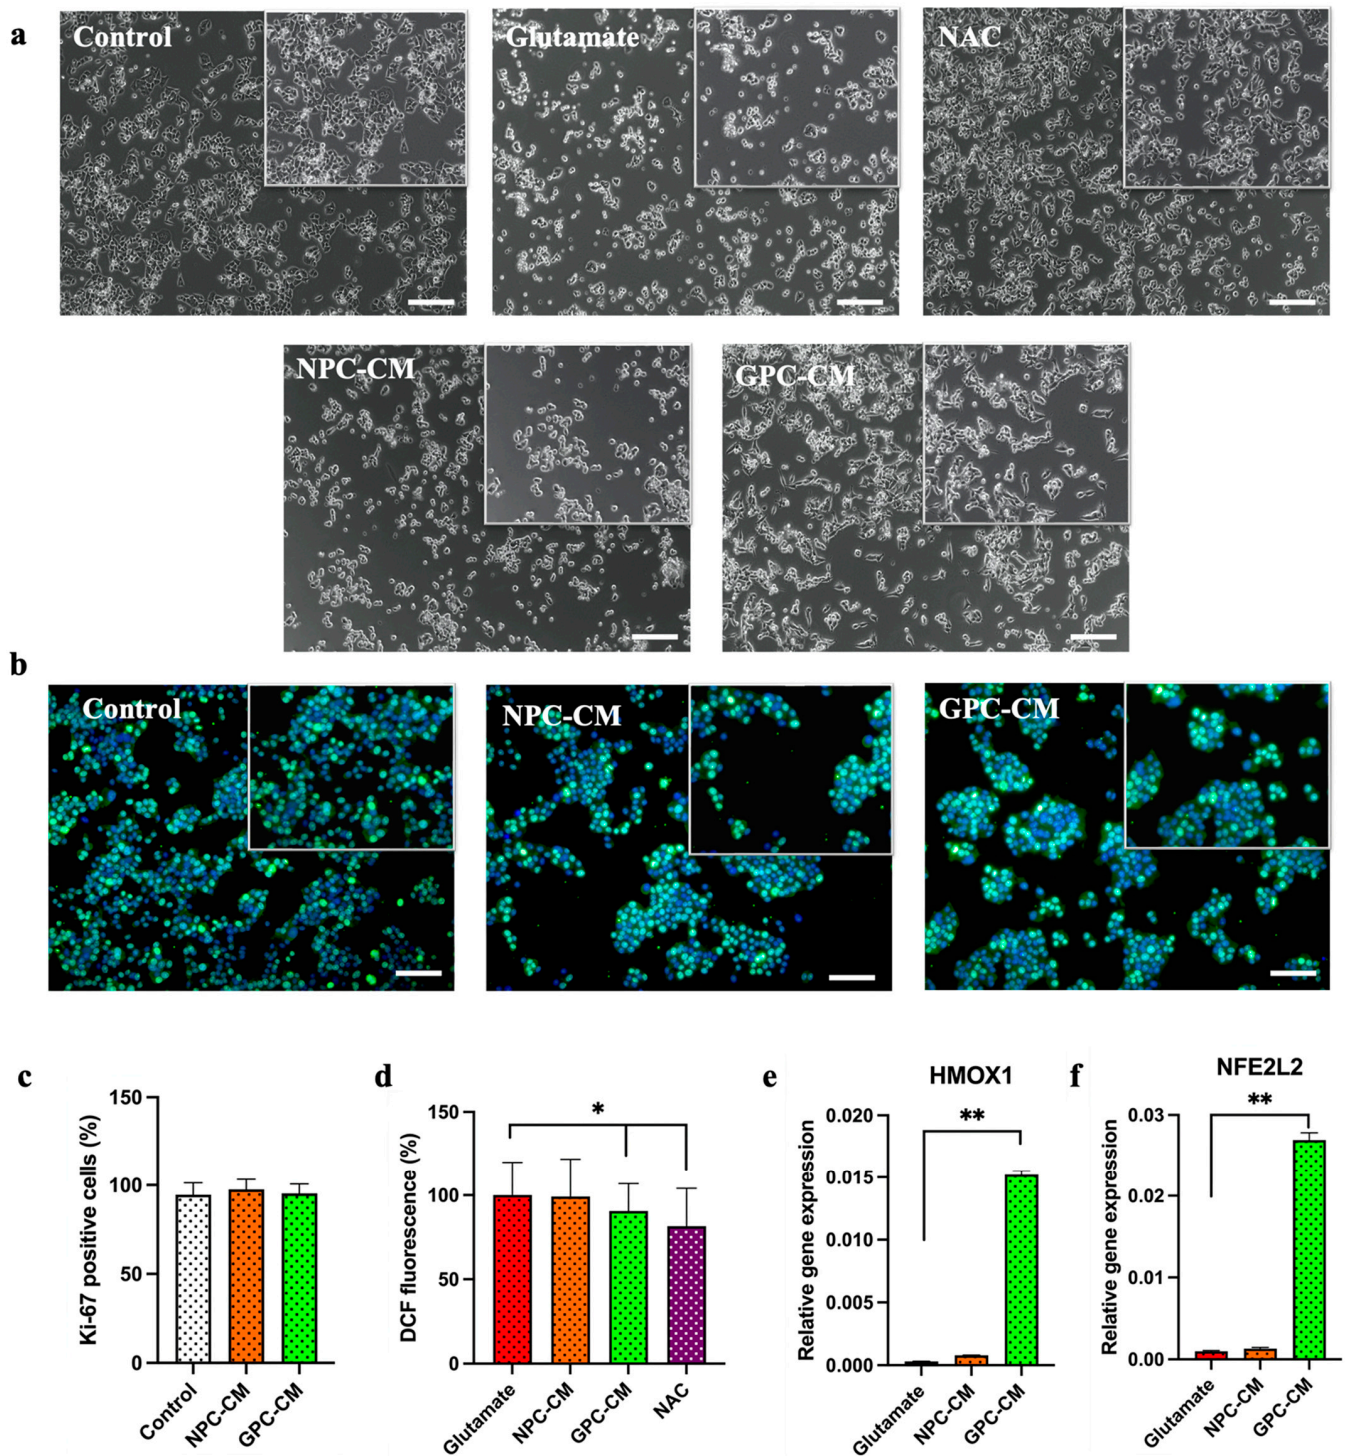 a
Control
Glutamate
NAC
NPC-CM
GPC-CM
b
Control
NPC-CM
GPC-CM
c
Ki-67 positive cells (%)
150
100
50
0
Control
NPC-CM
GPC-CM
d
DCF fluorescence (%)
150
100
50
0
*
Glutamate
NPC-CM
GPC-CM
NAC
e
HMOX1
Relative gene expression
0.020
0.015
0.010
0.005
0.000
**
Glutamate
NPC-CM
GPC-CM
f
NFE2L2
Relative gene expression
0.03
0.02
0.01
0.00
**
Glutamate
NPC-CM
GPC-CM